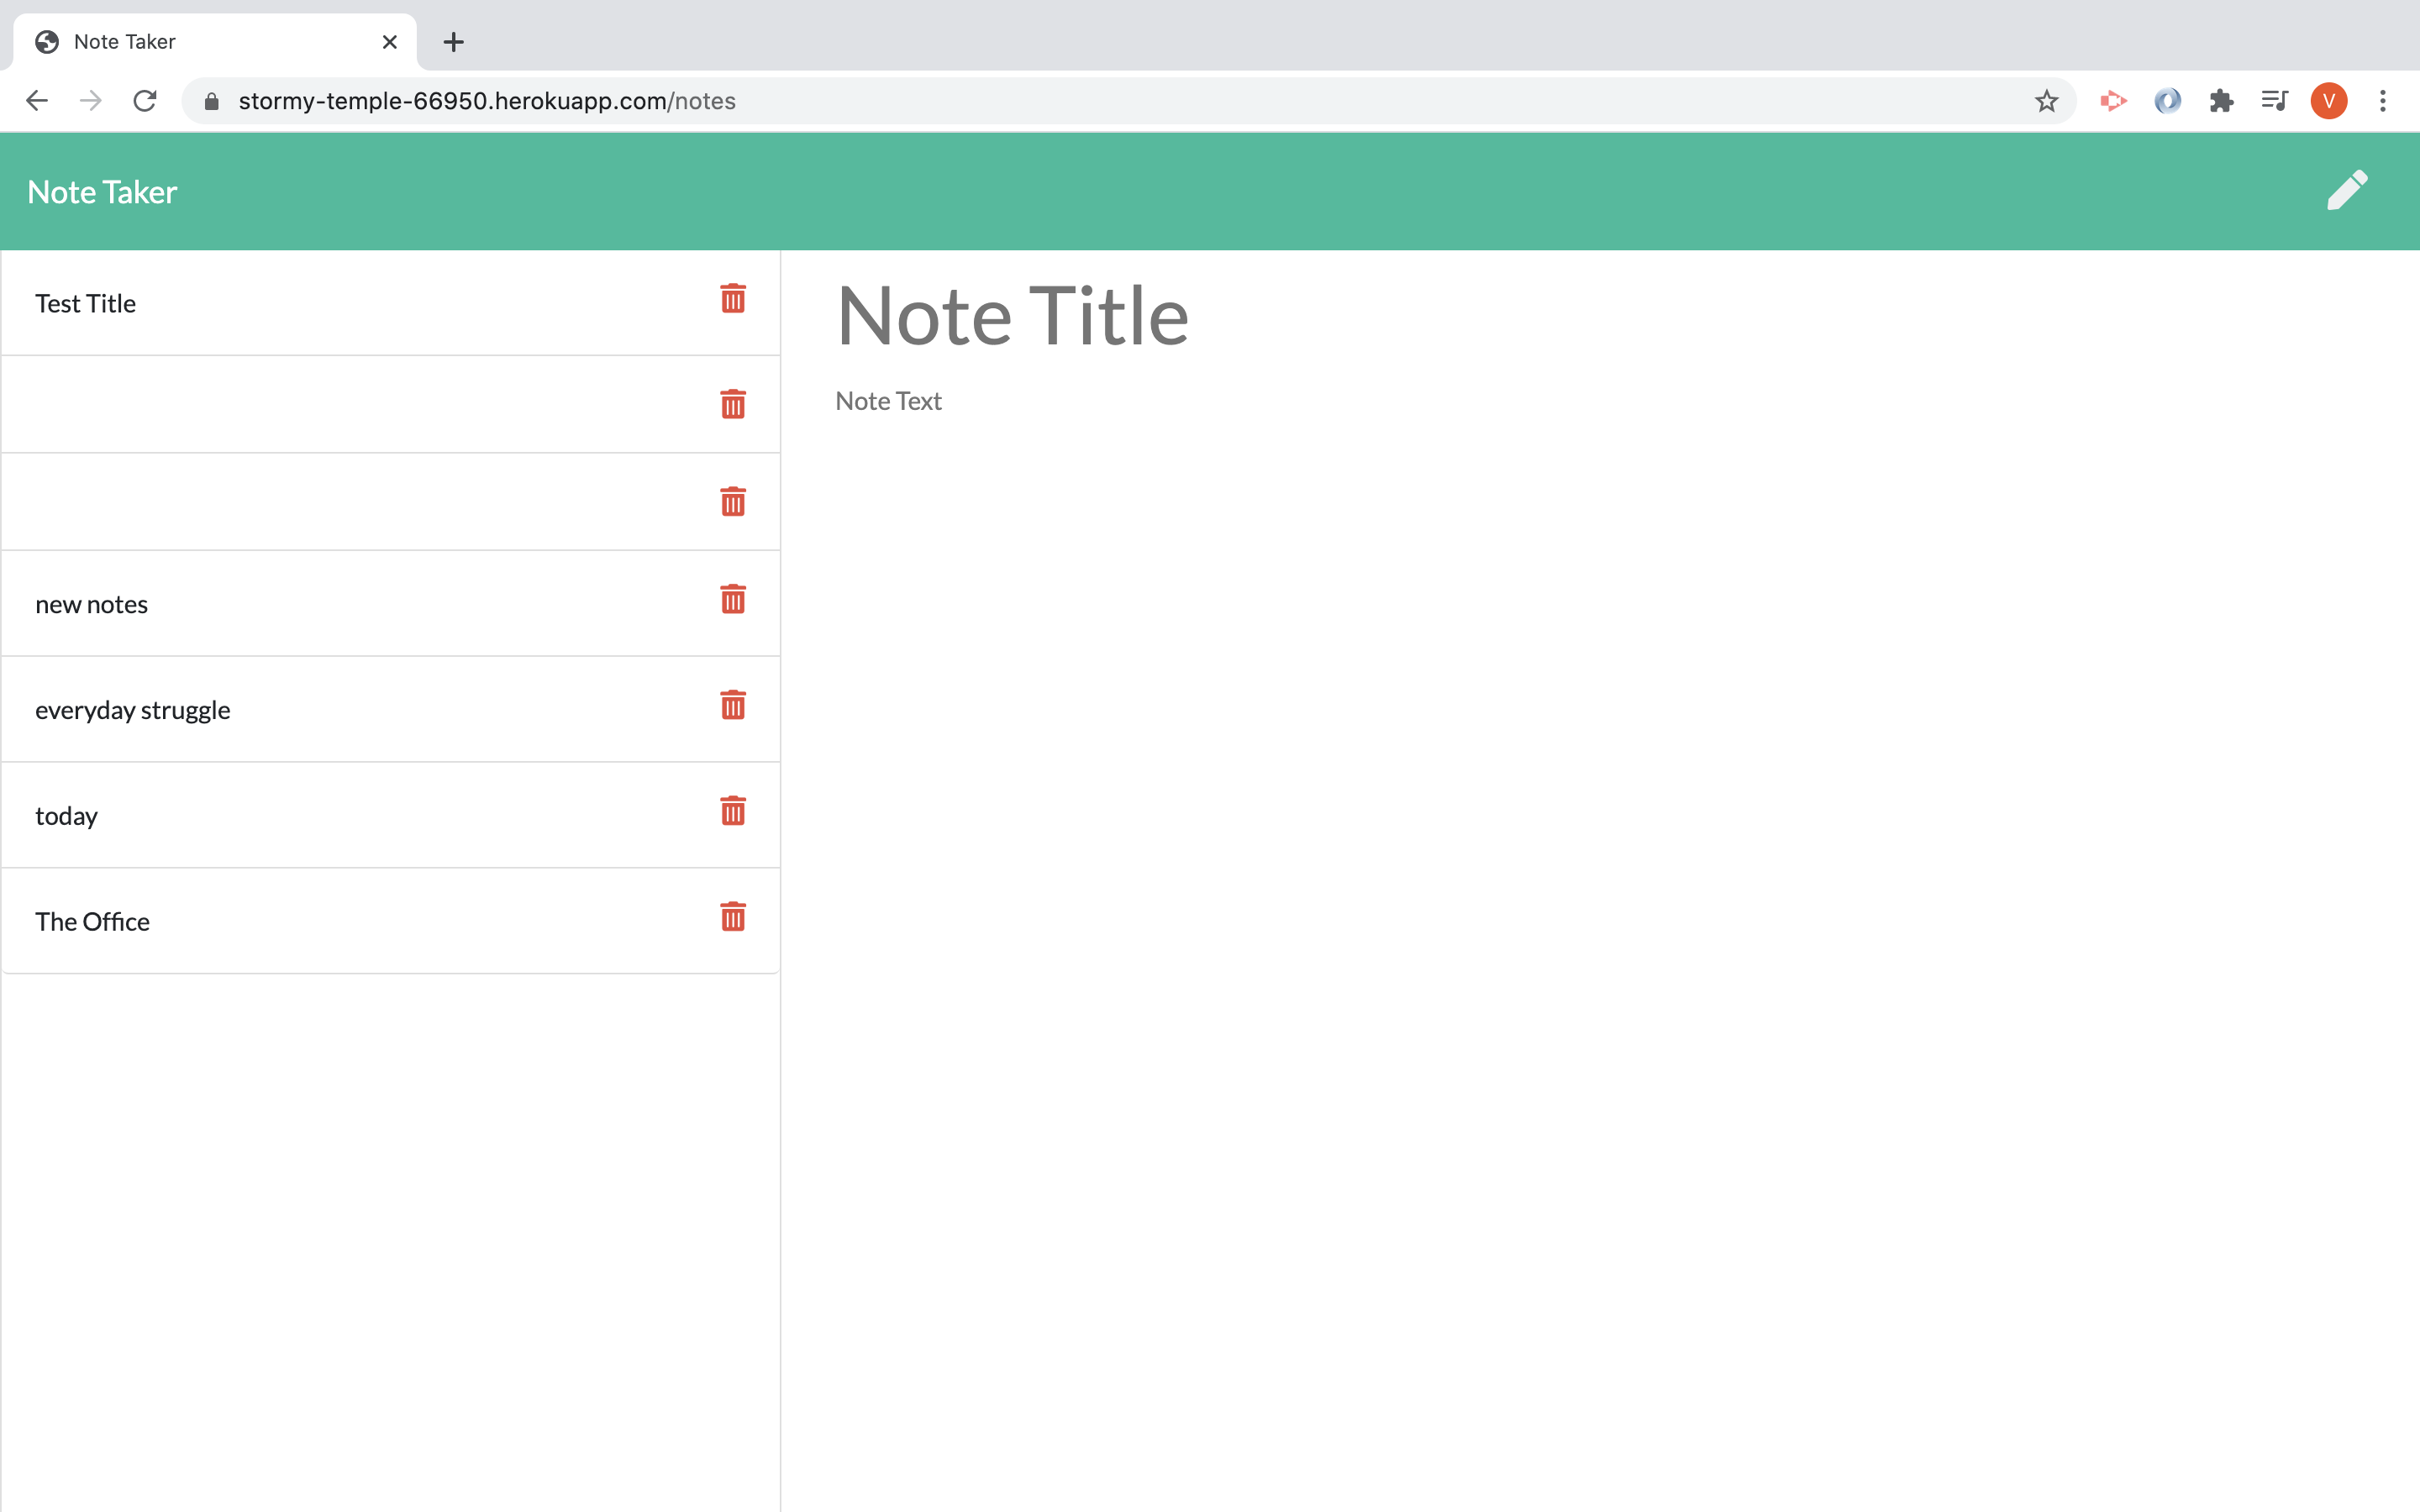 Note Taker
stormy-temple-66950.herokuapp.com/notes
V
Note Taker
Test Title
new notes
everyday struggle
today
The Office
Note Title
Note Text